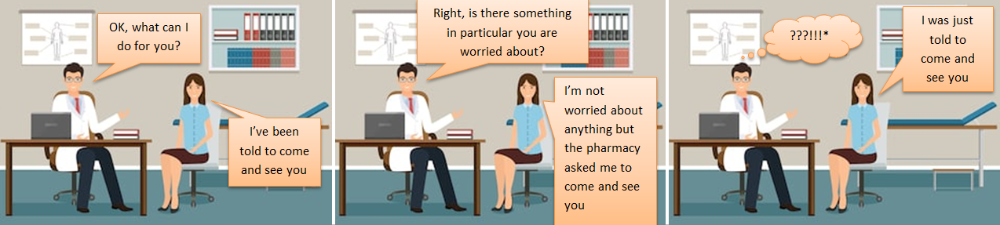 OK, what can I
do for you?
I’ve been
told to come
and see you
Right, is there something
in particular you are
worried about?
I’m not
worried about
anything but
the pharmacy
asked me to
come and see
you
???!!!*
I was just
told to
come and
see you